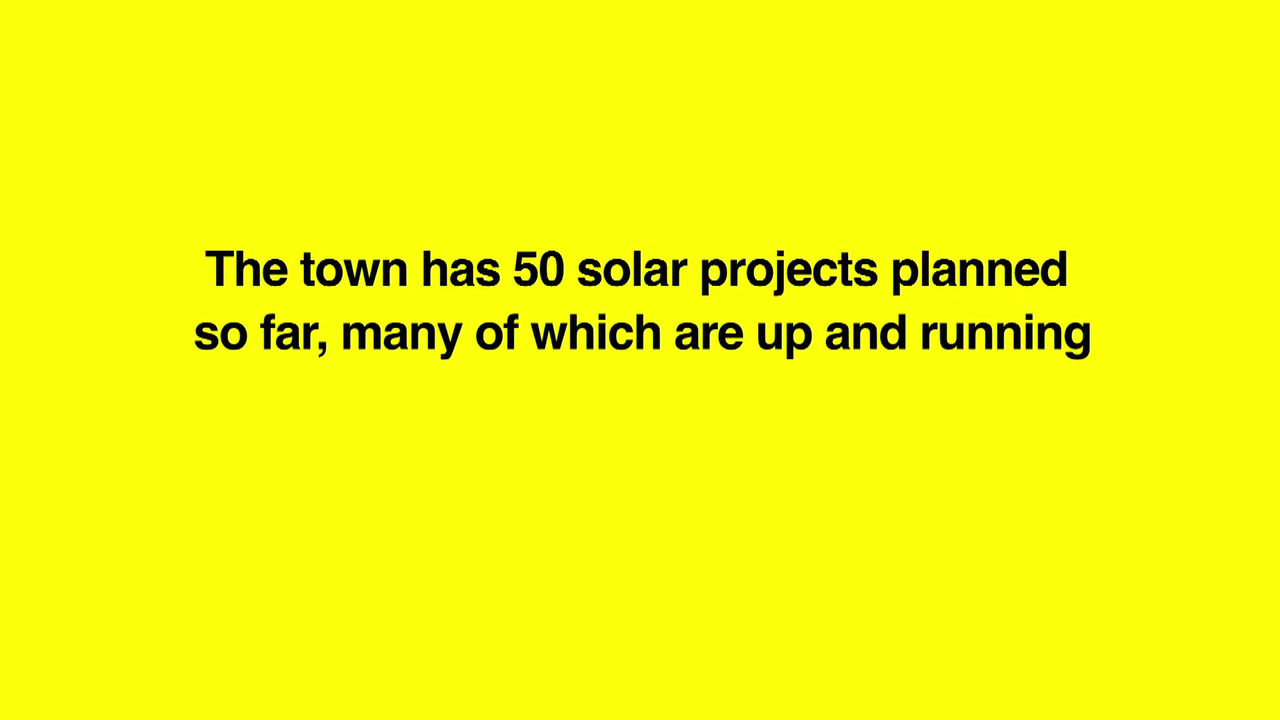 The town has 50 solar projects planned
so far, many of which are up and running